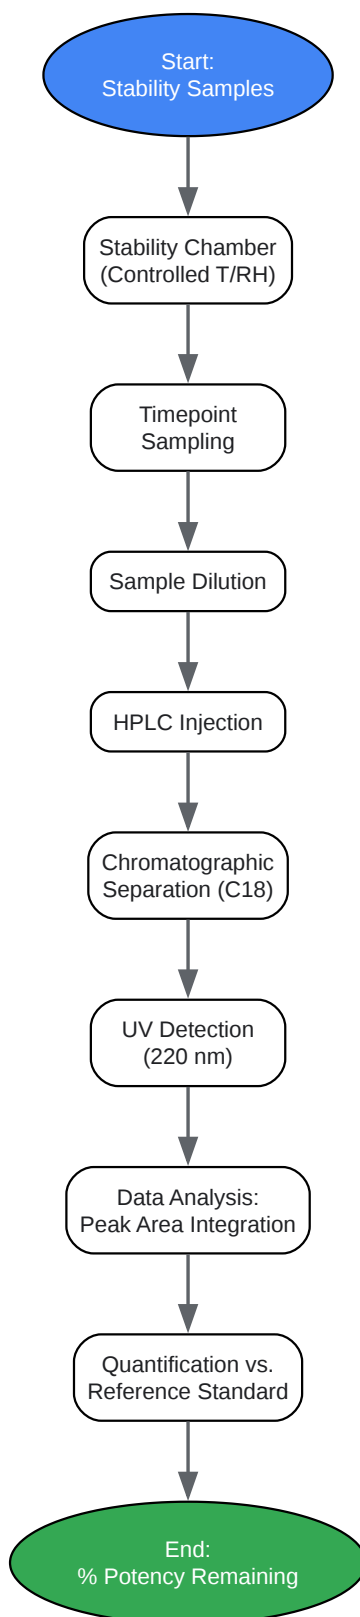 Start:
Stability Samples
Stability Chamber
(Controlled T/RH)
Timepoint
Sampling
Sample Dilution
HPLC Injection
Chromatographic
Separation (C18)
UV Detection
(220 nm)
Data Analysis:
Peak Area Integration
Quantification vs.
Reference Standard
End:
% Potency Remaining